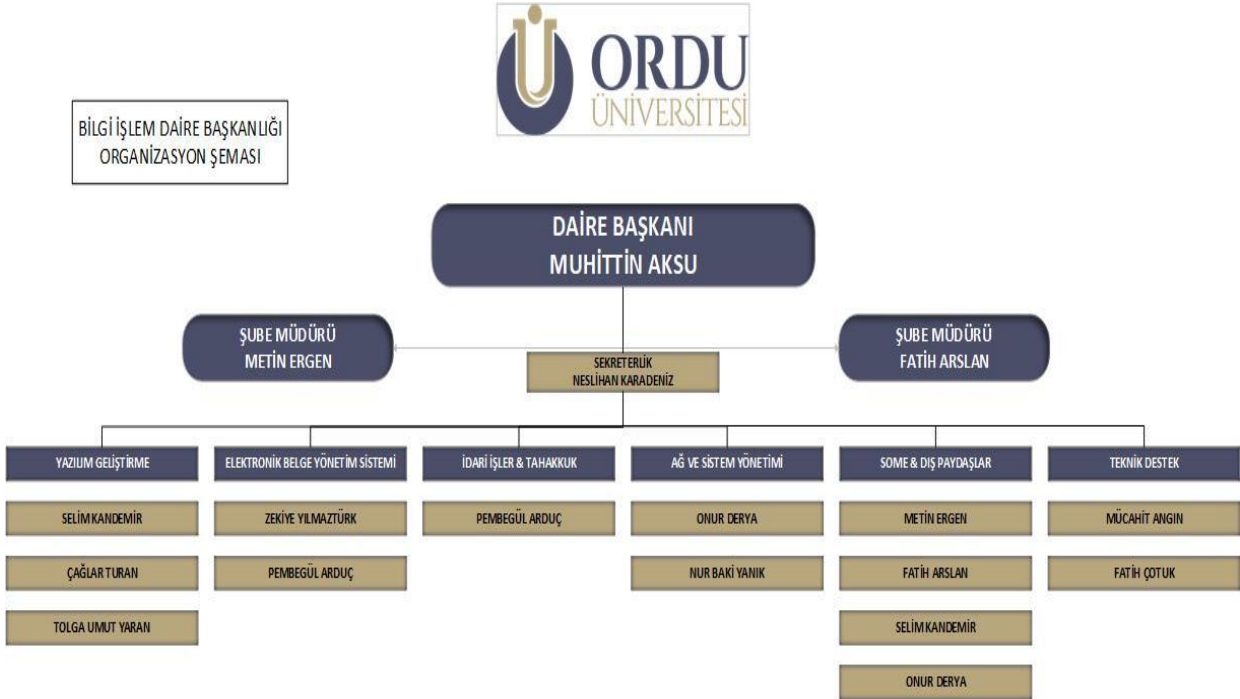 ORDU
ÜNİVERSİTESİ
BİLGİ İŞLEM DAİRE BAŞKANLIĞI
ORGANİZASYON ŞEMASI
DAİRE BAŞKANI
MUHİTTİN AKSU
ŞUBE MÜDÜRÜ
METİN ERGEN
ŞUBE MÜDÜRÜ
FATİH ARSLAN
SEKRETERLİK
NESLİHAN KARADENİZ
YAZILIM GELİŞTİRME
SELİM KANDEMİR
ÇAĞLAR TURAN
TOLGA UMUT YARAN
ELEKTRONİK BELGE YÖNETİM SİSTEMİ
ZEKİYE YILMAZTÜRK
PEMBEGÜL ARDUÇ
İDARİ İŞLER & TAHAKKUK
PEMBEGÜL ARDUÇ
AĞ VE SİSTEM YÖNETİMİ
ONUR DERYA
NUR BAKİ YANIK
SOME & DIŞ PAYDAŞLAR
METİN ERGEN
FATİH ARSLAN
SELİM KANDEMİR
ONUR DERYA
TEKNİK DESTEK
MÜCAHİT ANGIN
FATİH ÇOTUK